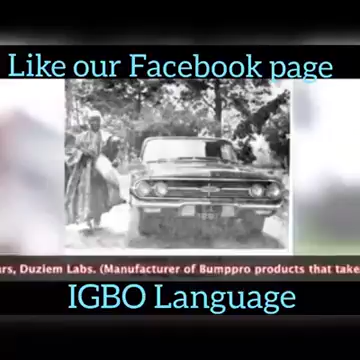 Like our Facebook page
ars, Duziem Labs. (Manufacturer of Bumppro products that take
IGBO Language